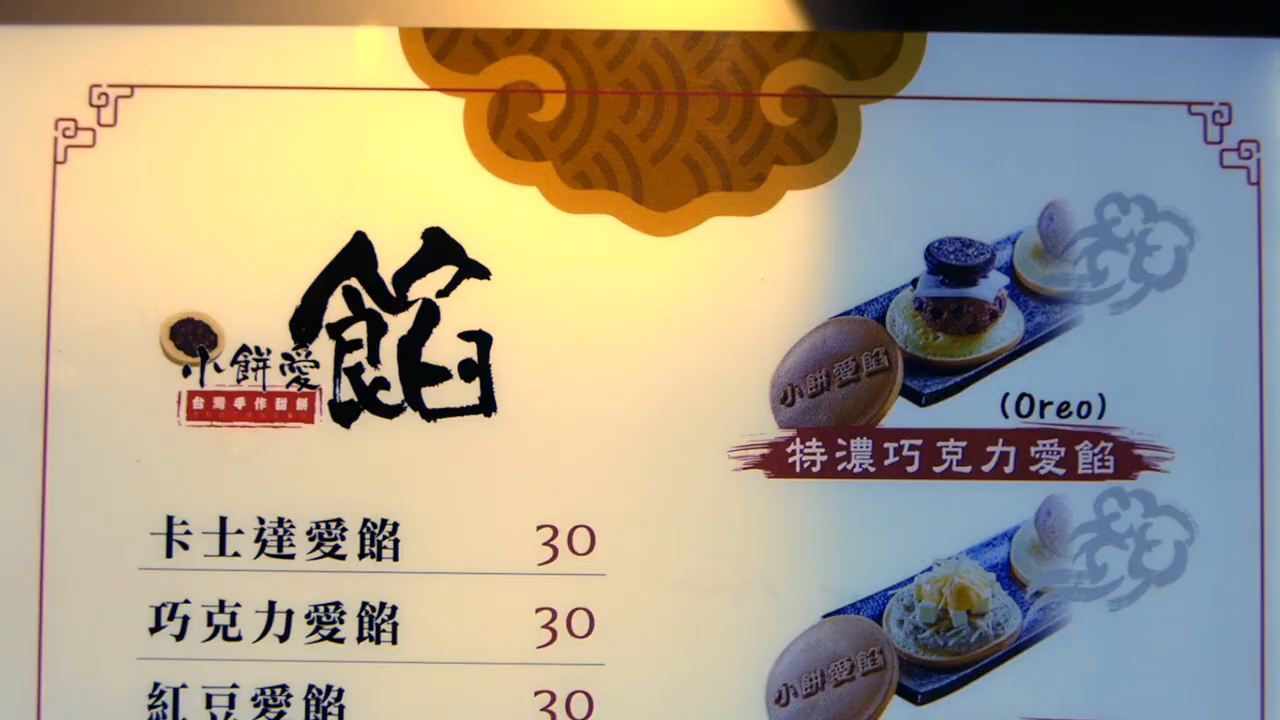 小餅愛餡
台灣手作甜餅
卡士達愛餡 30
巧克力愛餡 30
紅豆愛餡 30
小餅愛餡
(Oreo)
特濃巧克力愛餡
小餅愛餡